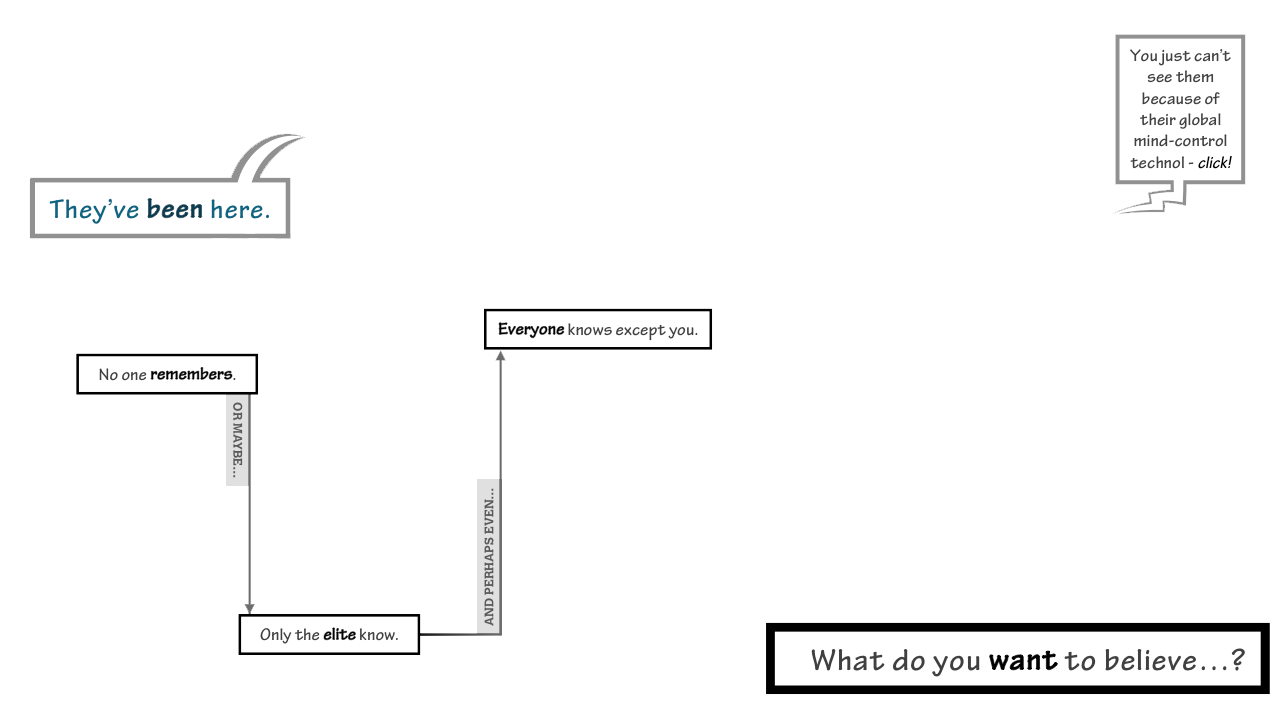 You just can't
see them
because of
their global
mind-control
technol - click!
They've been here.
Everyone knows except you.
No one remembers.
OR MAYBE...
AND PERHAPS EVEN...
Only the elite know.
What do you want to believe...?